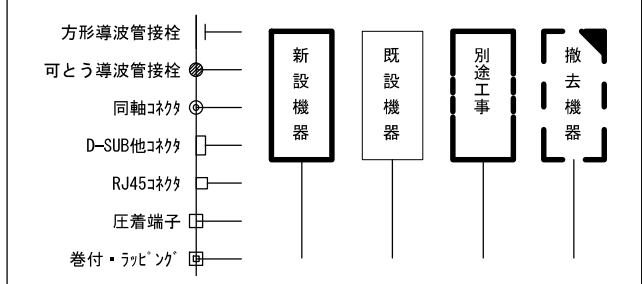 方形導波管接栓
可とう導波管接栓
同軸コネクタ
D-SUB他コネクタ
RJ45コネクタ
圧着端子
巻付・ラッピング
新設機器
既設機器
別途工事
撤去機器